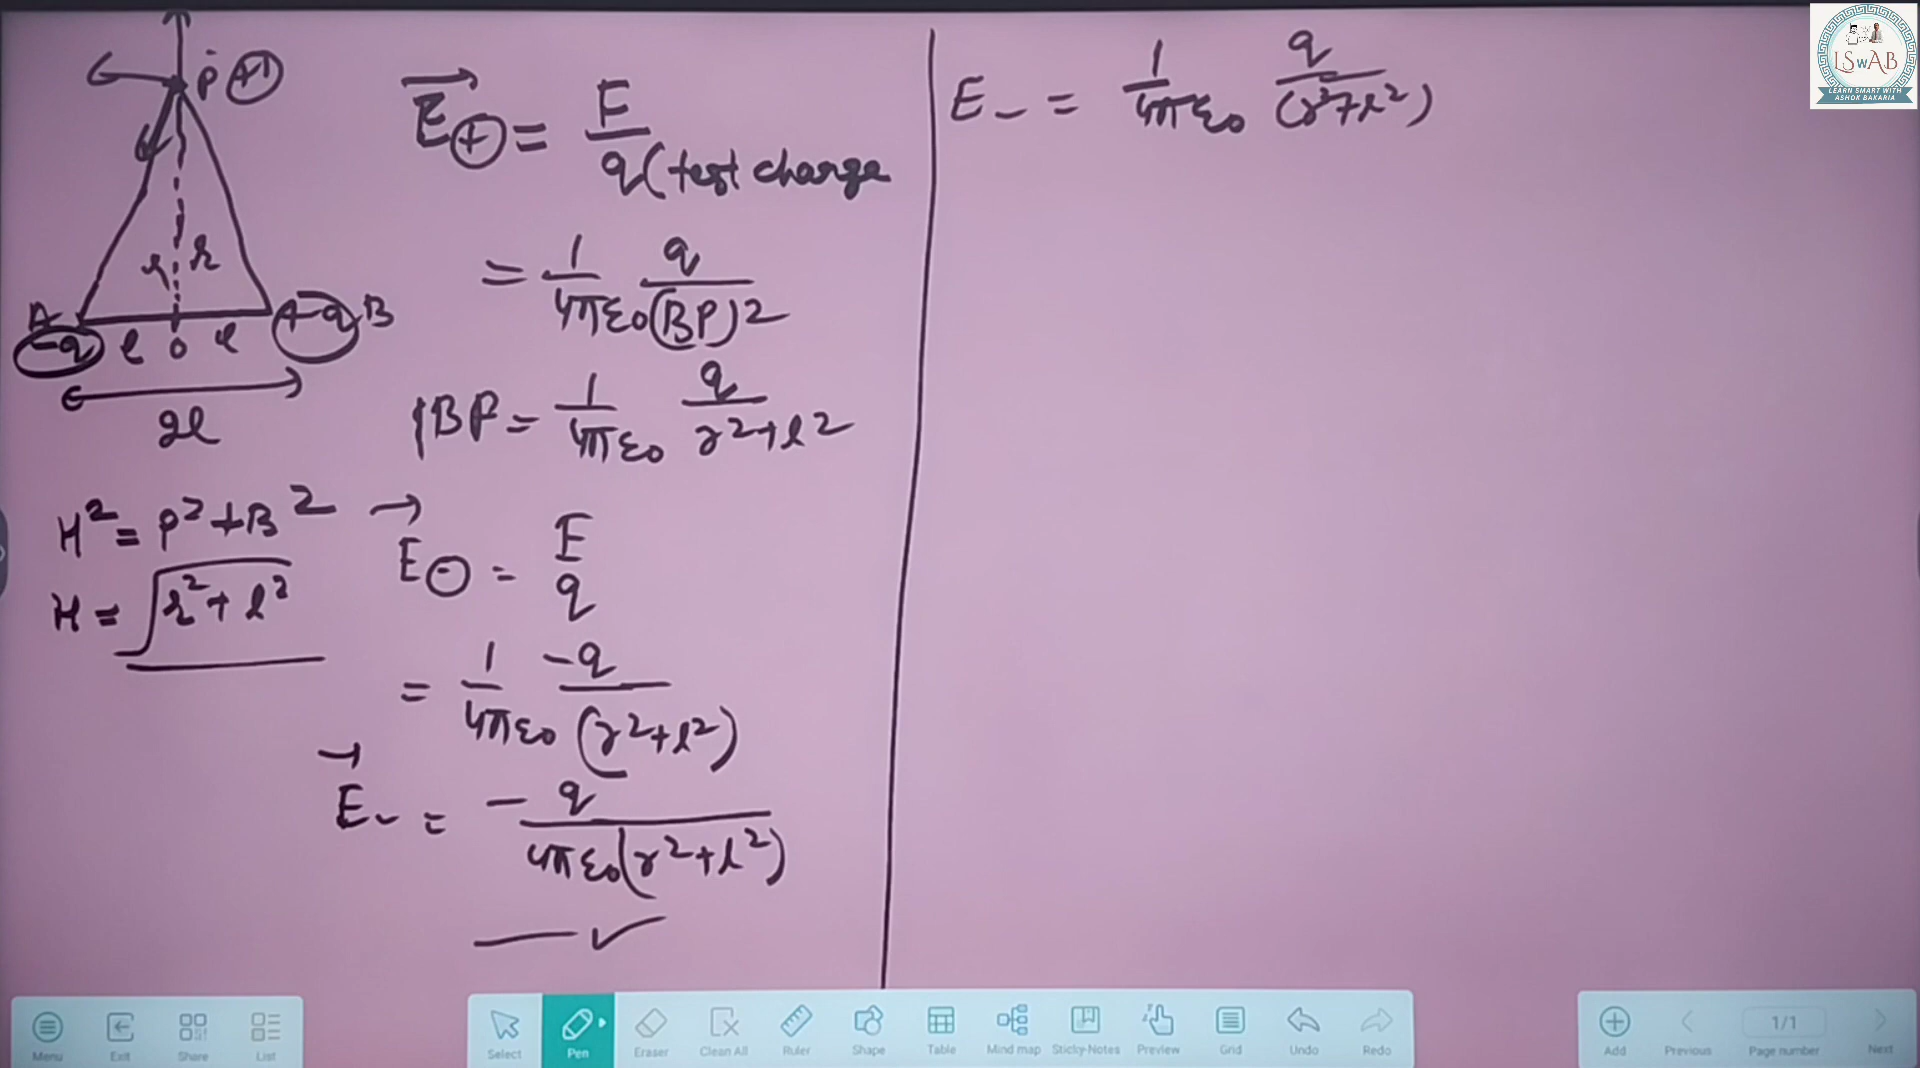 P +1
r r
A -q l o l +q B
2l
H² = P² + B²
H = √r² + l²
E⊕ = F
q (test charge
= 1 q
4πε0 (BP)2
BP = 1 q
4πε0 r² + l²
E⊖ = F
q
= 1 -q
4πε0 (r² + l²)
E- = - q
4πε0 (r² + l²)
E- = 1 q
4πε0 (r² + l²)
LSwAB
LEARN SMART WITH
ASHOK BAKARIA
Menu Exit Share List
Select Pen Eraser Clean All Ruler Shape Table Mind map Sticky-Notes Preview Grid Undo Redo
1/1
Add Previous Page number Next